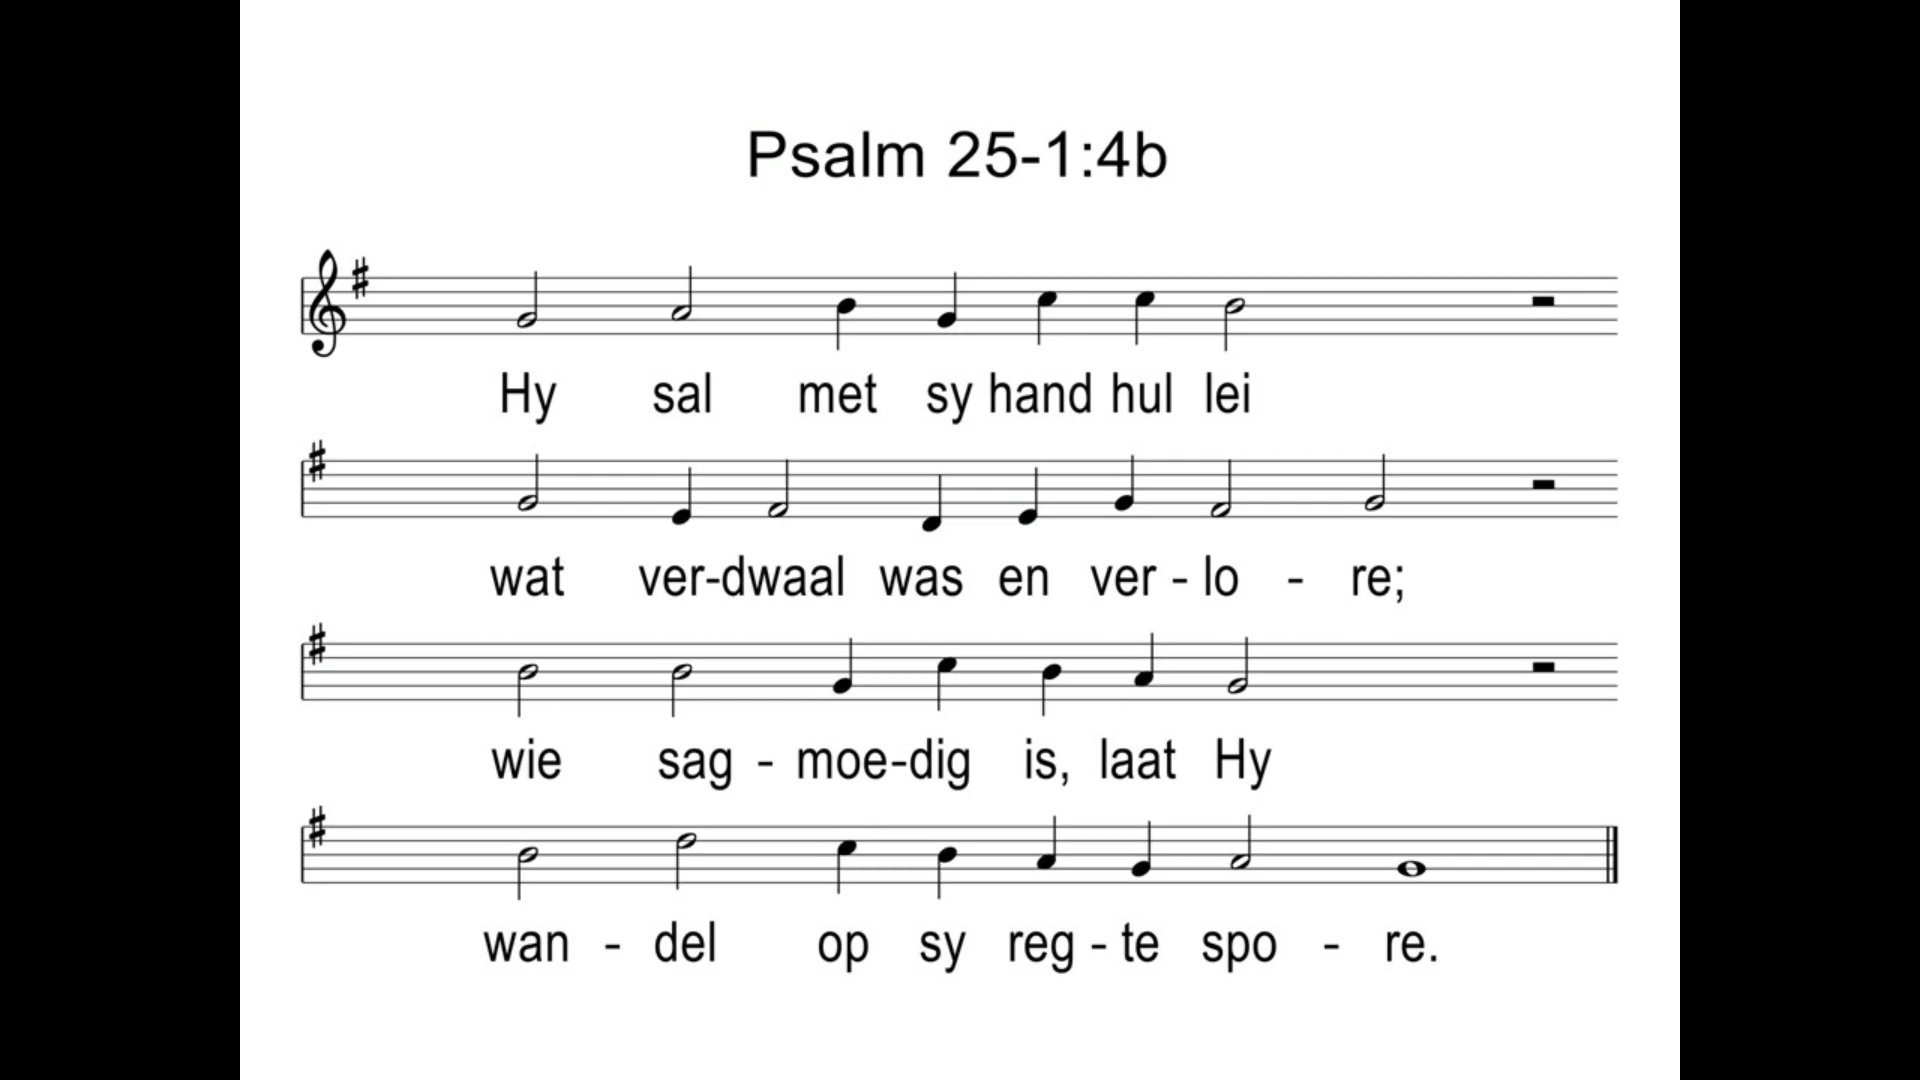 Psalm 25-1:4b
Hy sal met sy hand hul lei
wat ver-dwaal was en ver - lo - re;
wie sag - moe-dig is, laat Hy
wan - del op sy reg - te spo - re.